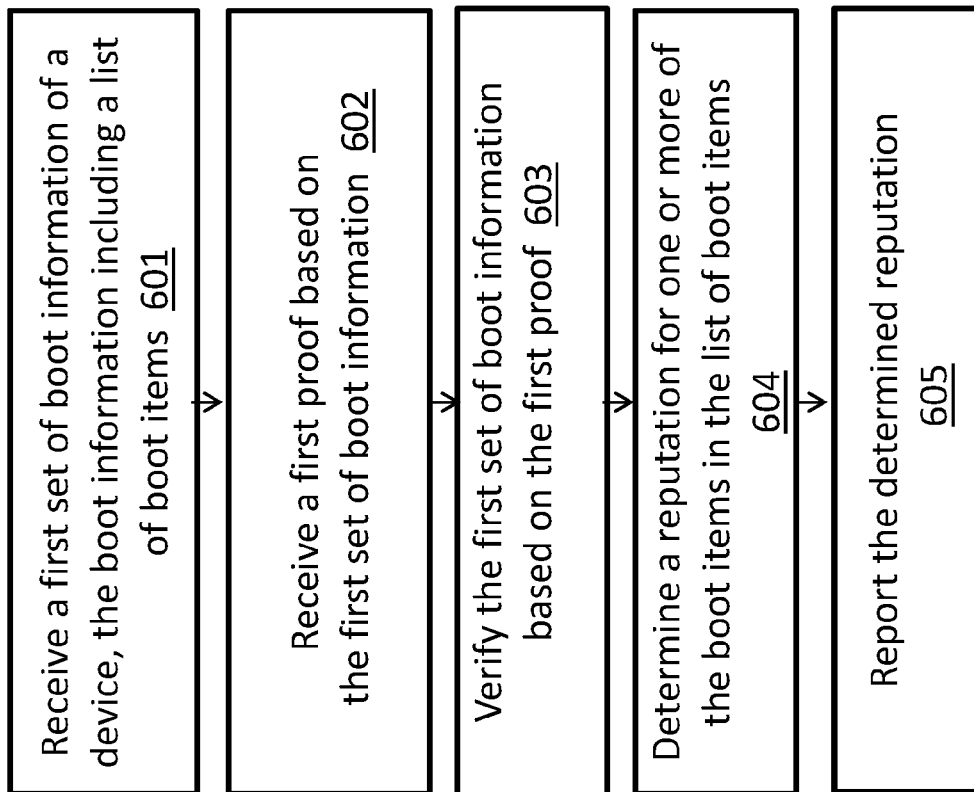 Receive a first set of boot information of a
device, the boot information including a list
of boot items 601
Receive a first proof based on
the first set of boot information 602
Verify the first set of boot information
based on the first proof 603
Determine a reputation for one or more of
the boot items in the list of boot items
604
Report the determined reputation
605